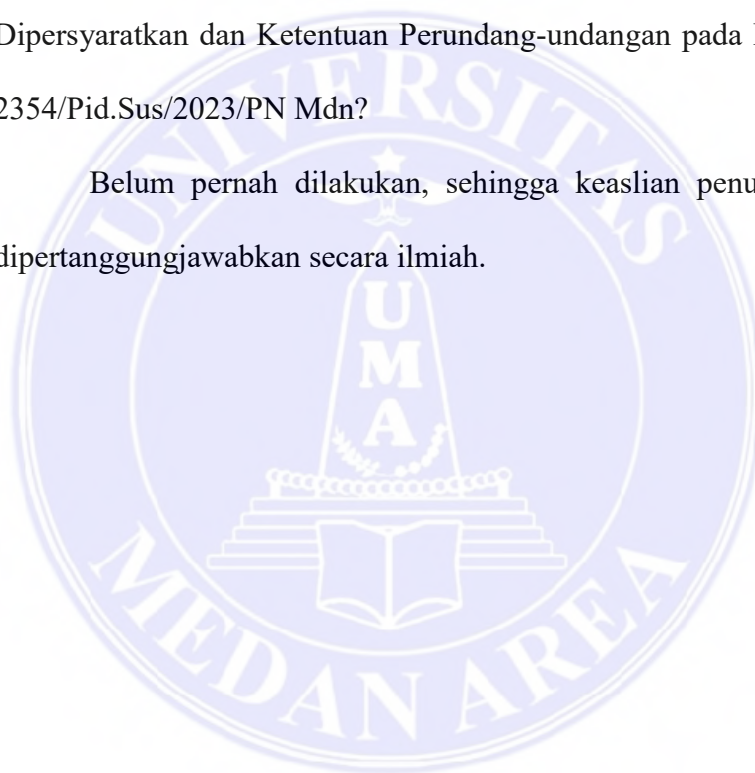 Dipersyaratkan dan Ketentuan Perundang-undangan pada
2354/Pid.Sus/2023/PN Mdn?
Belum pernah dilakukan, sehingga keaslian
dipertanggungjawabkan secara ilmiah.
UNIVERSITAS
UMA
MEDAN AREA